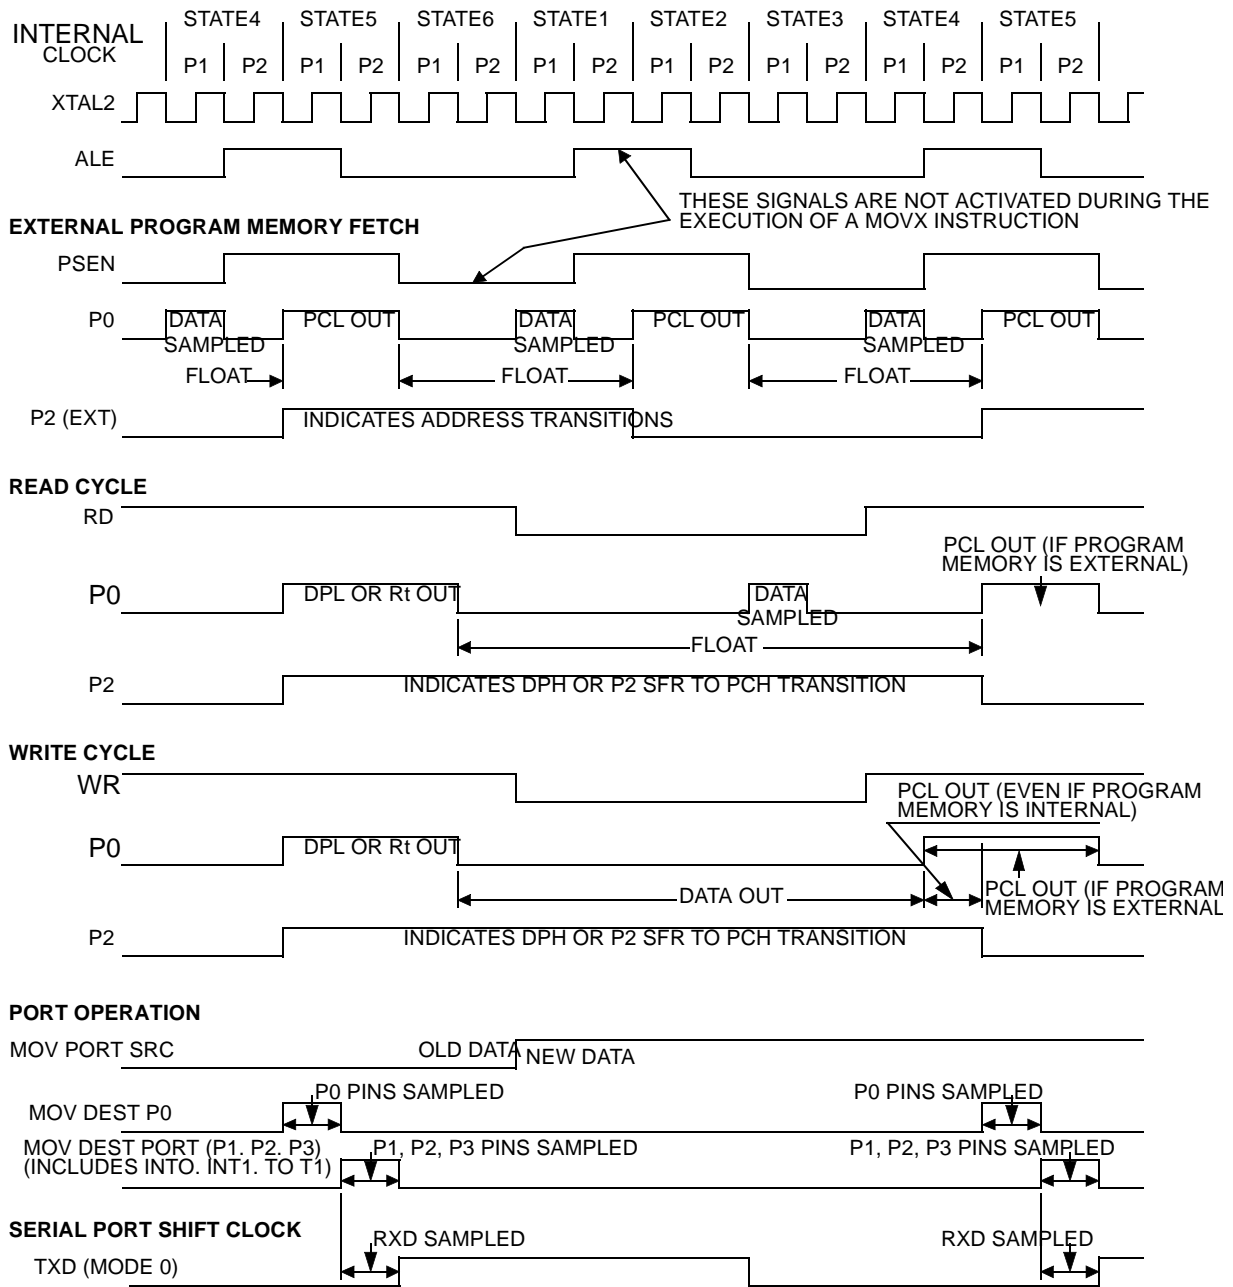 INTERNAL
CLOCK
STATE4 STATE5 STATE6 STATE1 STATE2 STATE3 STATE4 STATE5
P1 P2 P1 P2 P1 P2 P1 P2 P1 P2 P1 P2 P1 P2 P1 P2
XTAL2
ALE
THESE SIGNALS ARE NOT ACTIVATED DURING THE
EXECUTION OF A MOVX INSTRUCTION
EXTERNAL PROGRAM MEMORY FETCH
PSEN
P0 DATA PCL OUT DATA PCL OUT DATA PCL OUT
SAMPLED SAMPLED SAMPLED
FLOAT FLOAT FLOAT
P2 (EXT) INDICATES ADDRESS TRANSITIONS
READ CYCLE
RD
PCL OUT (IF PROGRAM
MEMORY IS EXTERNAL)
P0 DPL OR Rt OUT DATA
SAMPLED
FLOAT
P2 INDICATES DPH OR P2 SFR TO PCH TRANSITION
WRITE CYCLE
WR
PCL OUT (EVEN IF PROGRAM
MEMORY IS INTERNAL)
P0 DPL OR Rt OUT
DATA OUT
PCL OUT (IF PROGRAM
MEMORY IS EXTERNAL
P2 INDICATES DPH OR P2 SFR TO PCH TRANSITION
PORT OPERATION
MOV PORT SRC OLD DATA NEW DATA
P0 PINS SAMPLED P0 PINS SAMPLED
MOV DEST P0
MOV DEST PORT (P1. P2. P3) P1, P2, P3 PINS SAMPLED P1, P2, P3 PINS SAMPLED
(INCLUDES INTO. INT1. TO T1)
SERIAL PORT SHIFT CLOCK
RXD SAMPLED RXD SAMPLED
TXD (MODE 0)